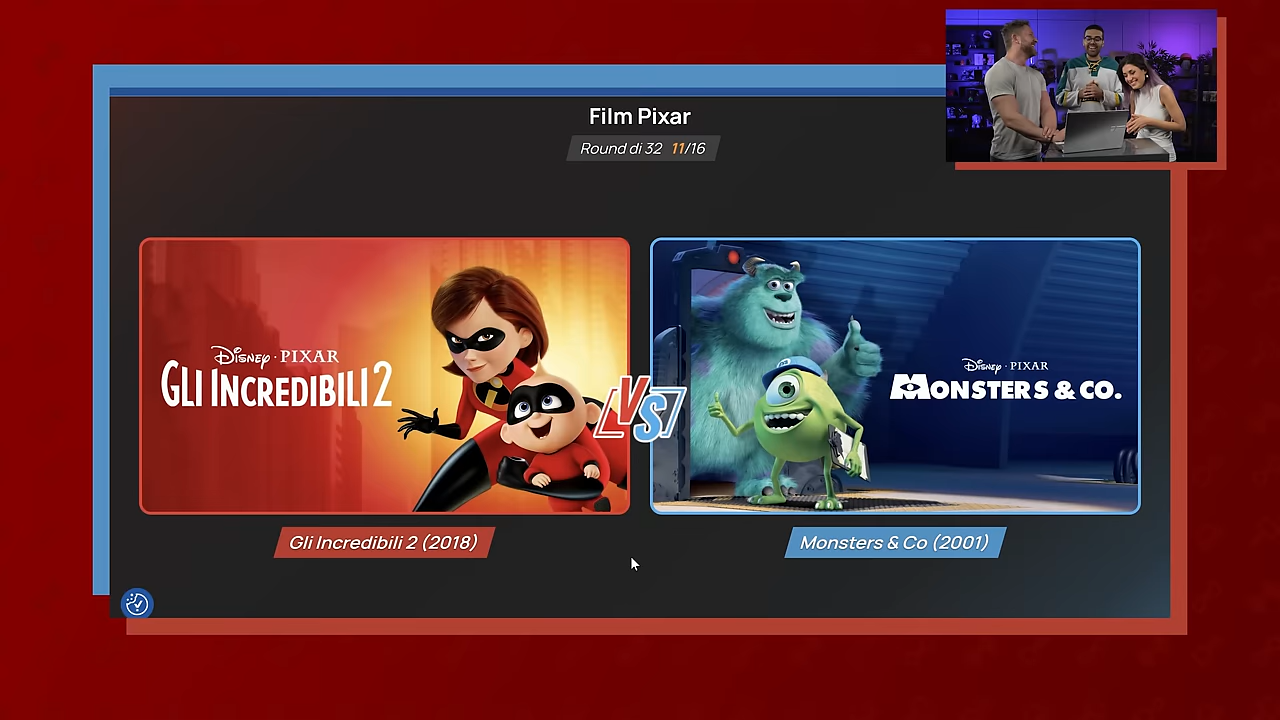 Film Pixar
Round di 32 11/16
Disney · PIXAR
GLI INCREDIBILI 2
VS
Disney · PIXAR
MONSTERS & CO.
Gli Incredibili 2 (2018)
Monsters & Co (2001)